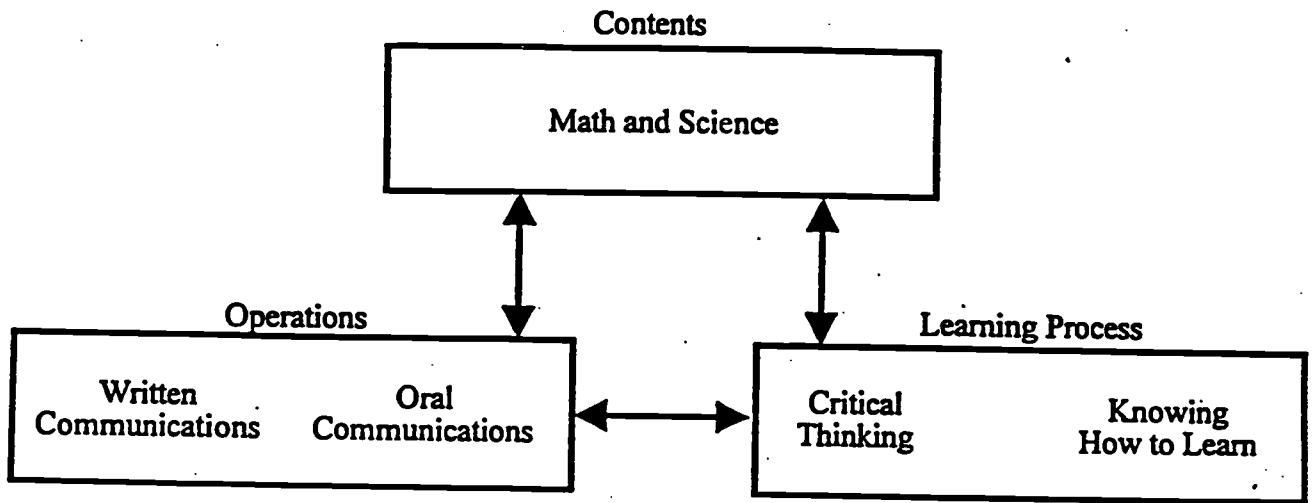 Contents
Math and Science
Operations
Written
Communications
Oral
Communications
Learning Process
Critical
Thinking
Knowing
How to Learn